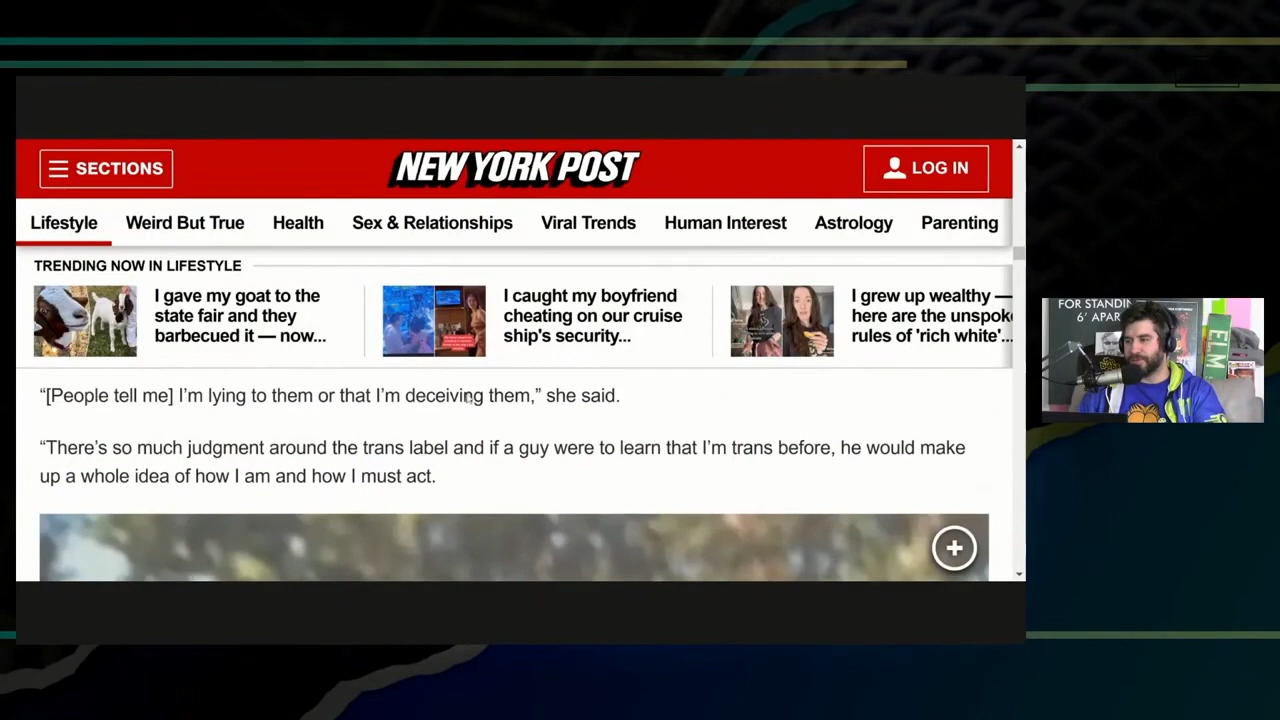 SECTIONS
NEW YORK POST
LOG IN
Lifestyle Weird But True Health Sex & Relationships Viral Trends Human Interest Astrology Parenting
TRENDING NOW IN LIFESTYLE
I gave my goat to the
state fair and they
barbecued it — now...
I caught my boyfriend
cheating on our cruise
ship's security...
I grew up wealthy —
here are the unspok
rules of 'rich white'...
“[People tell me] I’m lying to them or that I’m deceiving them,” she said.
“There’s so much judgment around the trans label and if a guy were to learn that I’m trans before, he would make
up a whole idea of how I am and how I must act.
FOR STANDIN
6' APAR
ELM